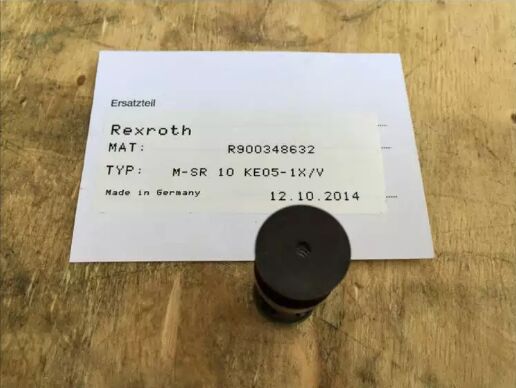 Ersatzteil
Rexroth
MAT: R900348632
TYP: M-SR 10 KE05-1X/V
Made in Germany 12.10.2014